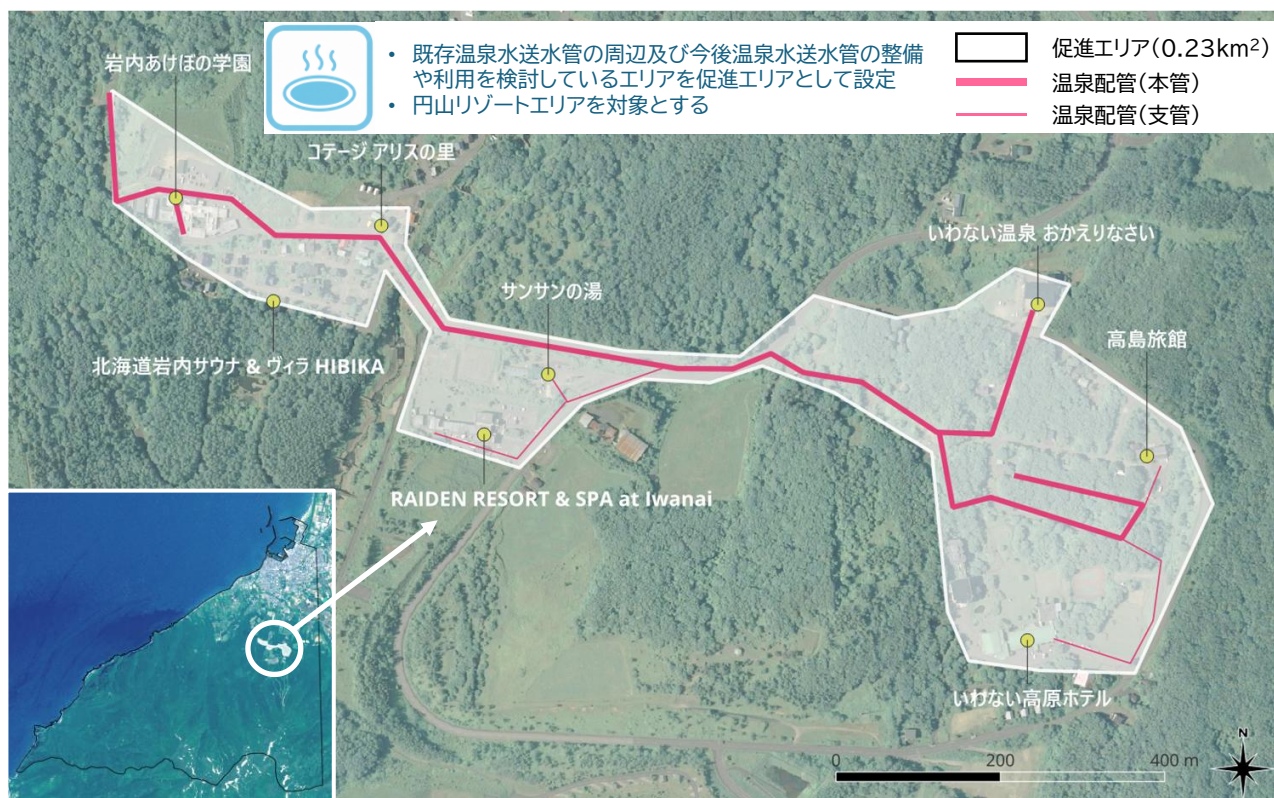 • 既存温泉水送水管の周辺及び今後温泉水送水管の整備
や利用を検討しているエリアを促進エリアとして設定
• 円山リゾートエリアを対象とする
促進エリア(0.23km²)
温泉配管(本管)
温泉配管(支管)
岩内あけぼの学園
コテージ アリスの里
いわない温泉 おかえりなさい
サンサンの湯
高島旅館
北海道岩内サウナ & ヴィラ HIBIKA
RAIDEN RESORT & SPA at Iwanai
いわない高原ホテル
N
0 200 400 m